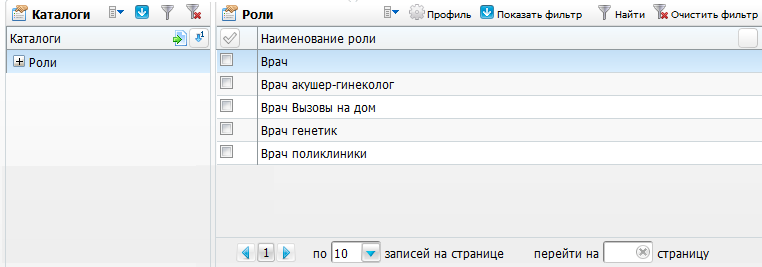 Каталоги
Каталоги
Роли
Роли Профиль Показать фильтр Найти Очистить фильтр
Наименование роли
Врач
Врач акушер-гинеколог
Врач Вызовы на дом
Врач генетик
Врач поликлиники
1 по 10 записей на странице перейти на страницу